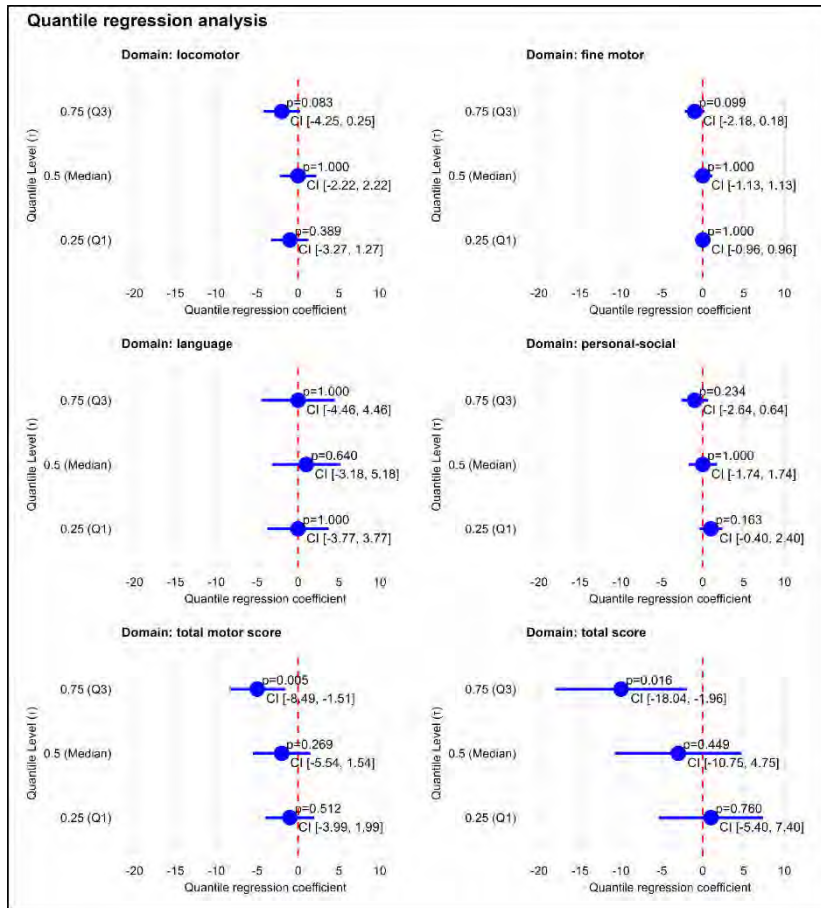 Quantile regression analysis
Domain: locomotor
Quantile Level (τ)
0.75 (Q3)
p=0.083
CI [-4.25, 0.25]
0.5 (Median)
p=1.000
CI [-2.22, 2.22]
0.25 (Q1)
p=0.389
CI [-3.27, 1.27]
-20 -15 -10 -5 0 5 10
Quantile regression coefficient
Domain: fine motor
Quantile Level (τ)
0.75 (Q3)
p=0.099
CI [-2.18, 0.18]
0.5 (Median)
p=1.000
CI [-1.13, 1.13]
0.25 (Q1)
p=1.000
CI [-0.96, 0.96]
-20 -15 -10 -5 0 5 10
Quantile regression coefficient
Domain: language
Quantile Level (τ)
0.75 (Q3)
p=1.000
CI [-4.46, 4.46]
0.5 (Median)
p=0.640
CI [-3.18, 5.18]
0.25 (Q1)
p=1.000
CI [-3.77, 3.77]
-20 -15 -10 -5 0 5 10
Quantile regression coefficient
Domain: personal-social
Quantile Level (τ)
0.75 (Q3)
p=0.234
CI [-2.64, 0.64]
0.5 (Median)
p=1.000
CI [-1.74, 1.74]
0.25 (Q1)
p=0.163
CI [-0.40, 2.40]
-20 -15 -10 -5 0 5 10
Quantile regression coefficient
Domain: total motor score
Quantile Level (τ)
0.75 (Q3)
p=0.005
CI [-8.49, -1.51]
0.5 (Median)
p=0.269
CI [-5.54, 1.54]
0.25 (Q1)
p=0.512
CI [-3.99, 1.99]
-20 -15 -10 -5 0 5 10
Quantile regression coefficient
Domain: total score
Quantile Level (τ)
0.75 (Q3)
p=0.016
CI [-18.04, -1.96]
0.5 (Median)
p=0.449
CI [-10.75, 4.75]
0.25 (Q1)
p=0.760
CI [-5.40, 7.40]
-20 -15 -10 -5 0 5 10
Quantile regression coefficient